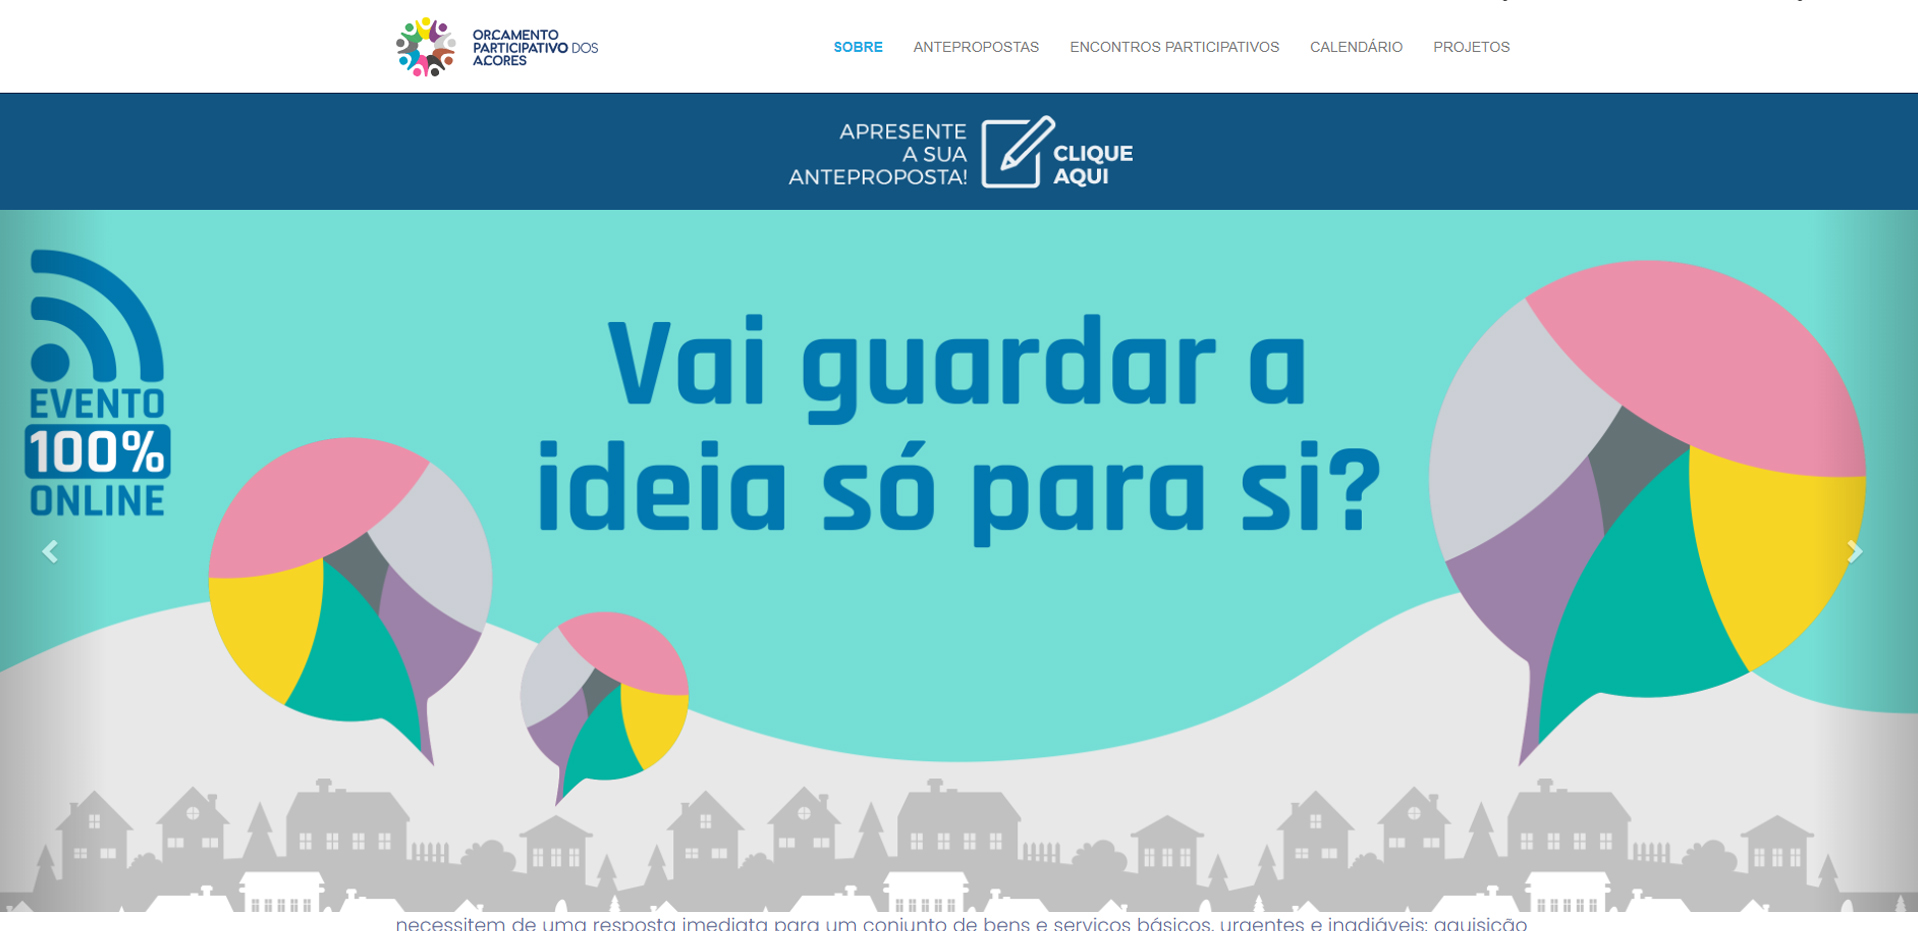 ORÇAMENTO
PARTICIPATIVO DOS
AÇORES
SOBRE
ANTEPROPOSTAS
ENCONTROS PARTICIPATIVOS
CALENDÁRIO
PROJETOS
APRESENTE
A SUA
ANTEPROPOSTA!
CLIQUE
AQUI
EVENTO
100%
ONLINE
Vai guardar a
ideia só para si?
necessitem de uma resposta imediata para um conjunto de bens e serviços básicos, urgentes e inadiáveis: aquisição